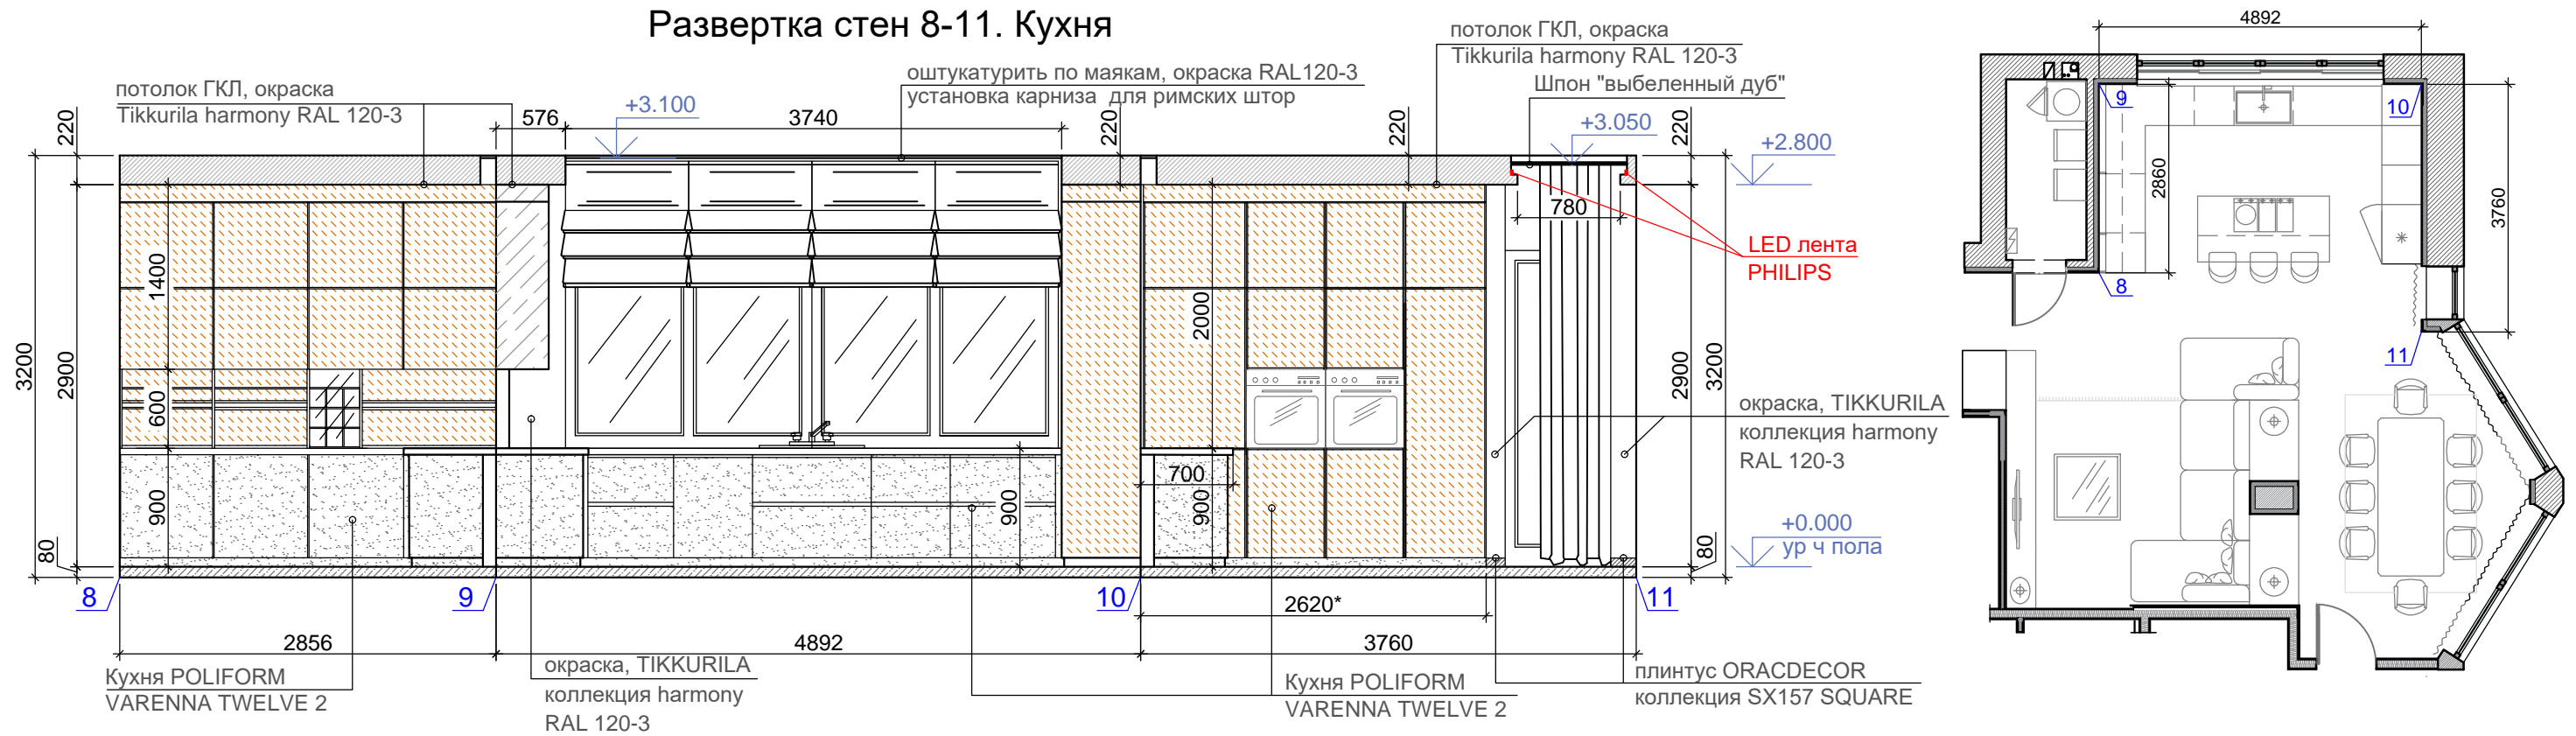 Развертка стен 8-11. Кухня
потолок ГКЛ, окраска
Tikkurila harmony RAL 120-3
оштукатурить по маякам, окраска RAL120-3
установка карниза для римских штор
потолок ГКЛ, окраска
Tikkurila harmony RAL 120-3
Шпон "выбеленный дуб"
+3.100
+3.050
+2.800
220
576
3740
220
220
220
780
LED лента
PHILIPS
3200
2900
1400
600
900
80
2000
700
900
900
2900
3200
80
окраска, TIKKURILA
коллекция harmony
RAL 120-3
+0.000
ур ч пола
8
9
10
11
2620*
2856
4892
3760
Кухня POLIFORM
VARENNA TWELVE 2
окраска, TIKKURILA
коллекция harmony
RAL 120-3
Кухня POLIFORM
VARENNA TWELVE 2
плинтус ORACDECOR
коллекция SX157 SQUARE
4892
9
10
2860
3760
8
11